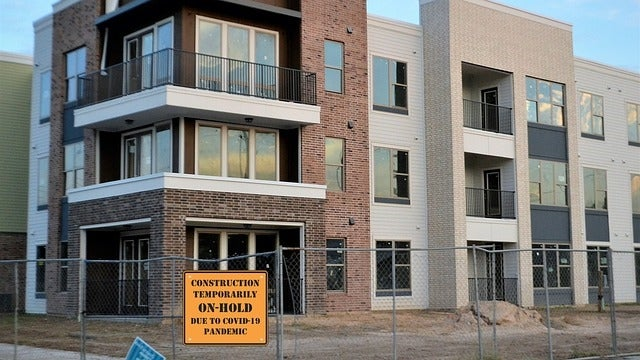 CONSTRUCTION
TEMPORARILY
ON-HOLD
DUE TO COVID-19
PANDEMIC